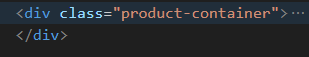 <div class="product-container">⋯
</div>